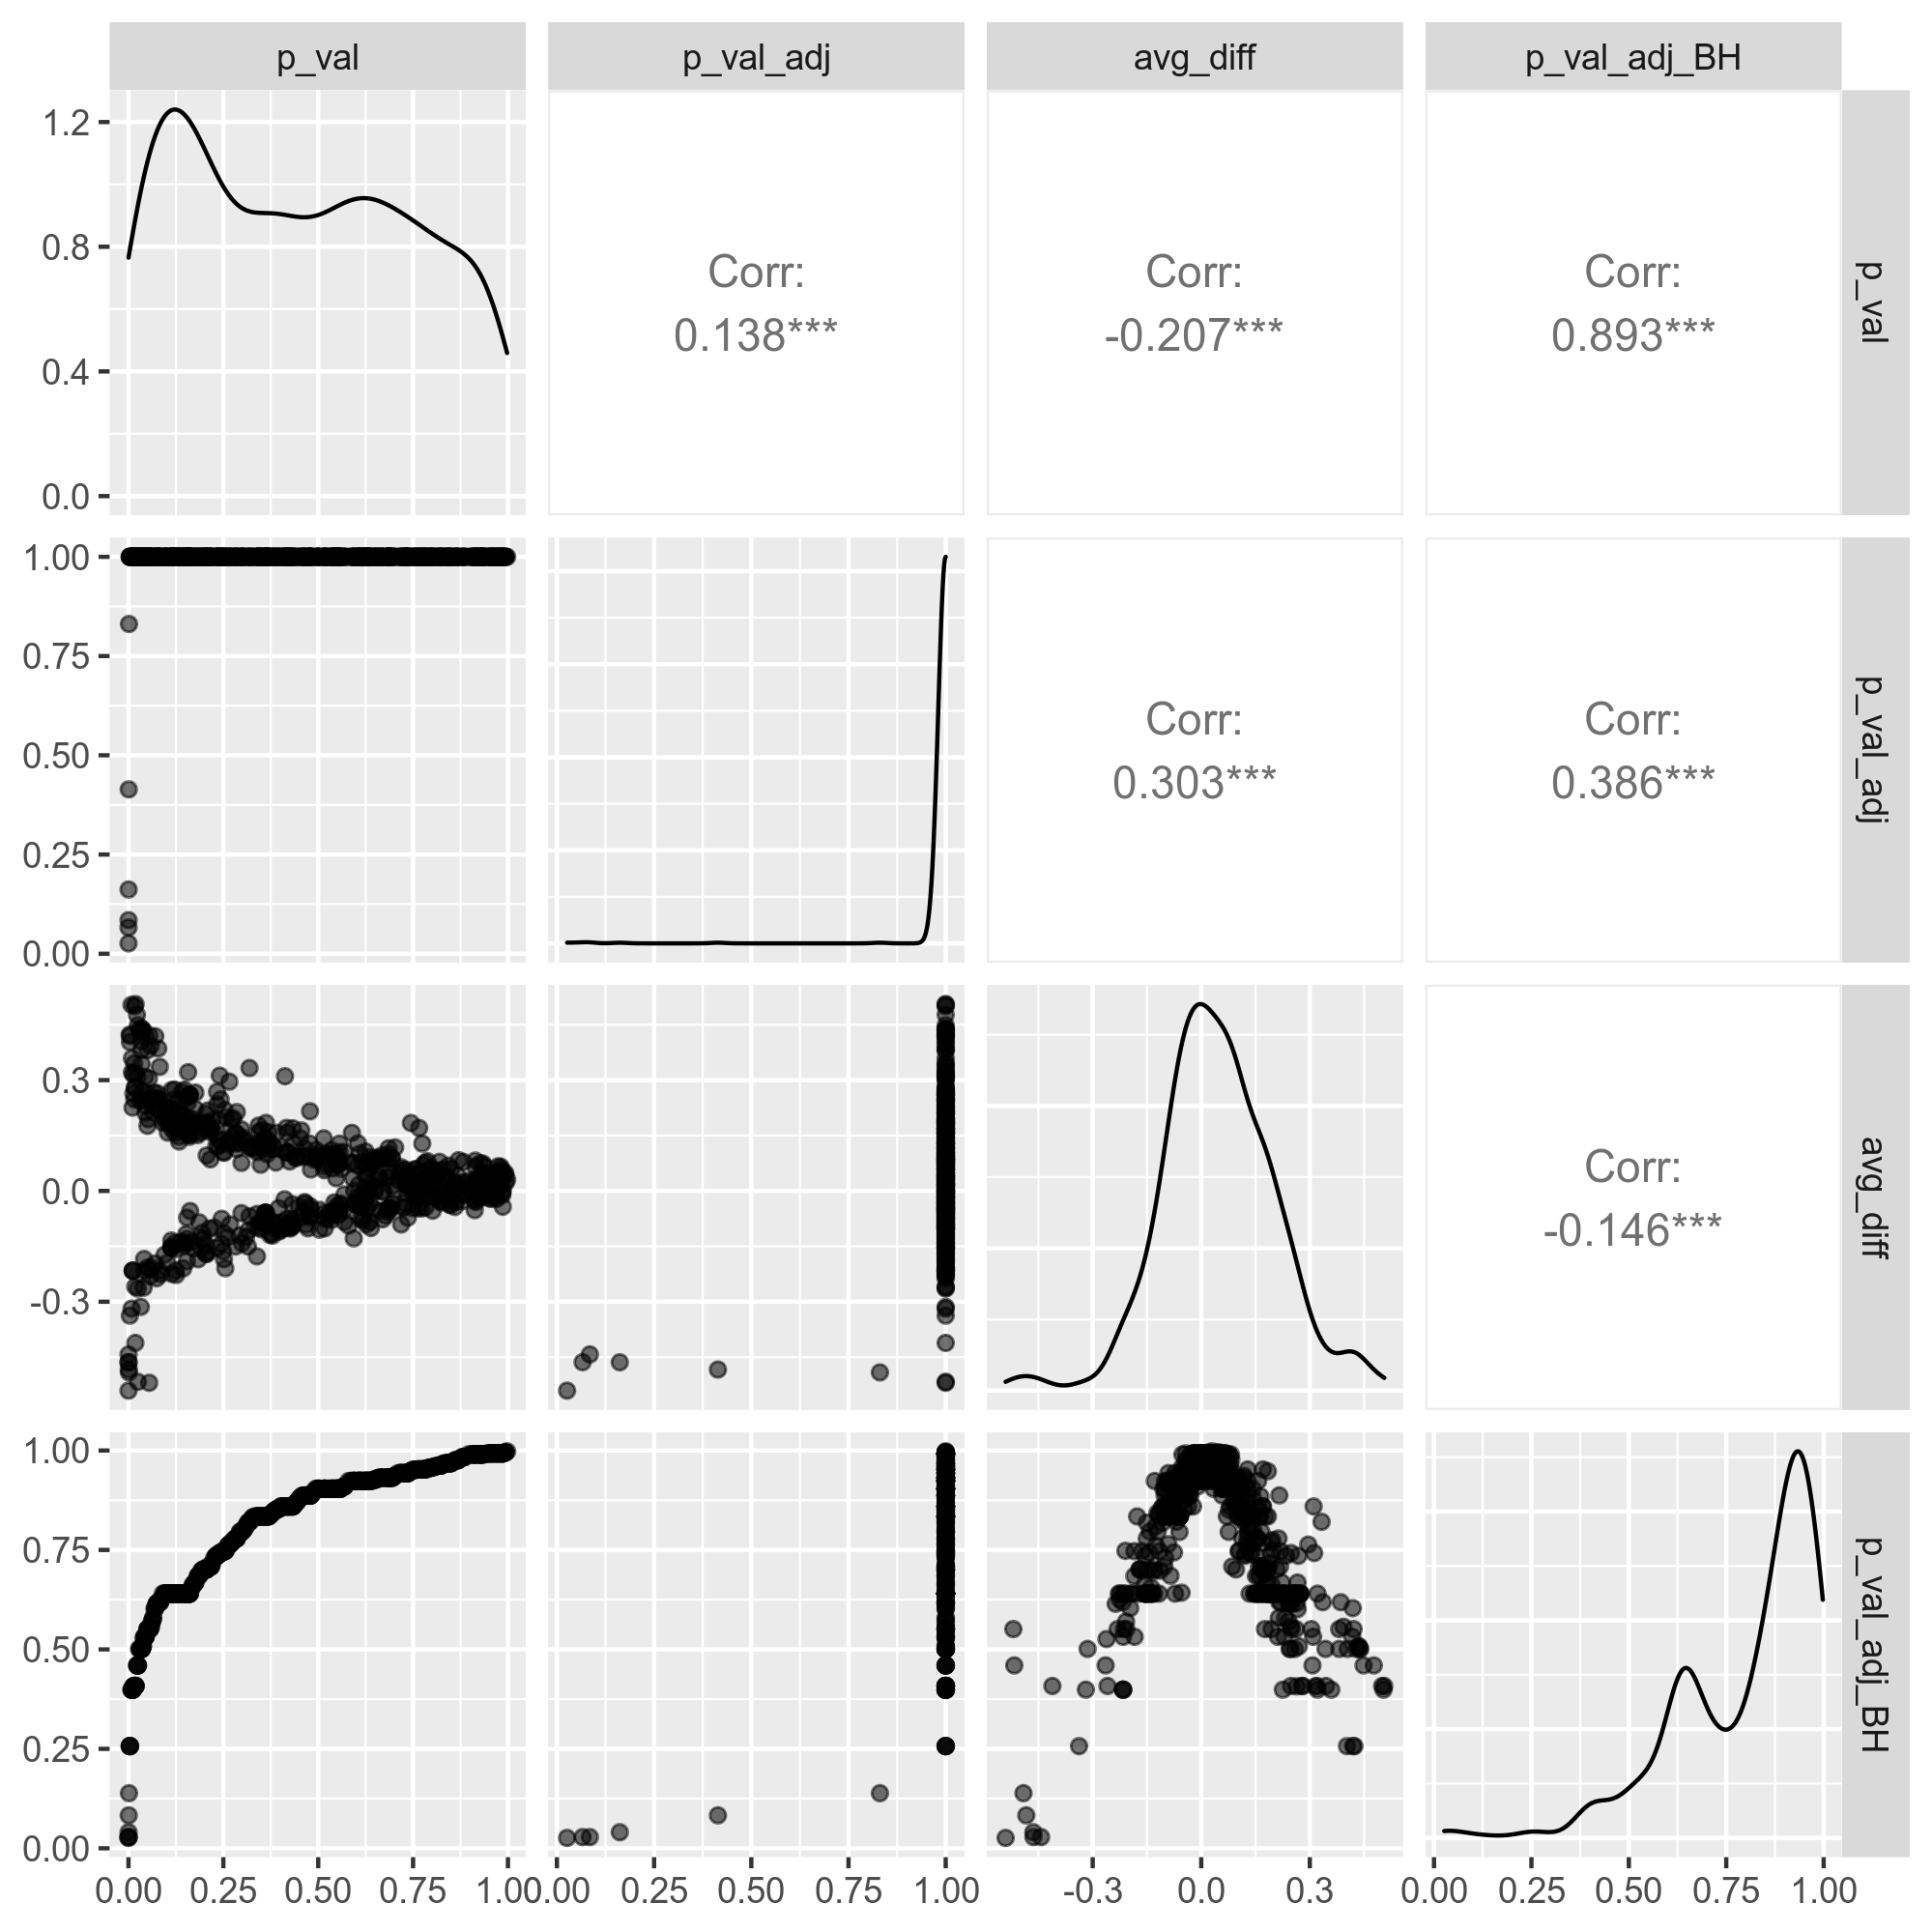 p_val p_val_adj avg_diff p_val_adj_BH
1.2
0.8
0.4
0.0
Corr:
0.138***
Corr:
-0.207***
Corr:
0.893***
p_val
1.00
0.75
0.50
0.25
0.00
Corr:
0.303***
Corr:
0.386***
p_val_adj
0.3
0.0
-0.3
Corr:
-0.146***
avg_diff
1.00
0.75
0.50
0.25
0.00
p_val_adj_BH
0.00 0.25 0.50 0.75 1.00
0.00 0.25 0.50 0.75 1.00
-0.3 0.0 0.3
0.00 0.25 0.50 0.75 1.00